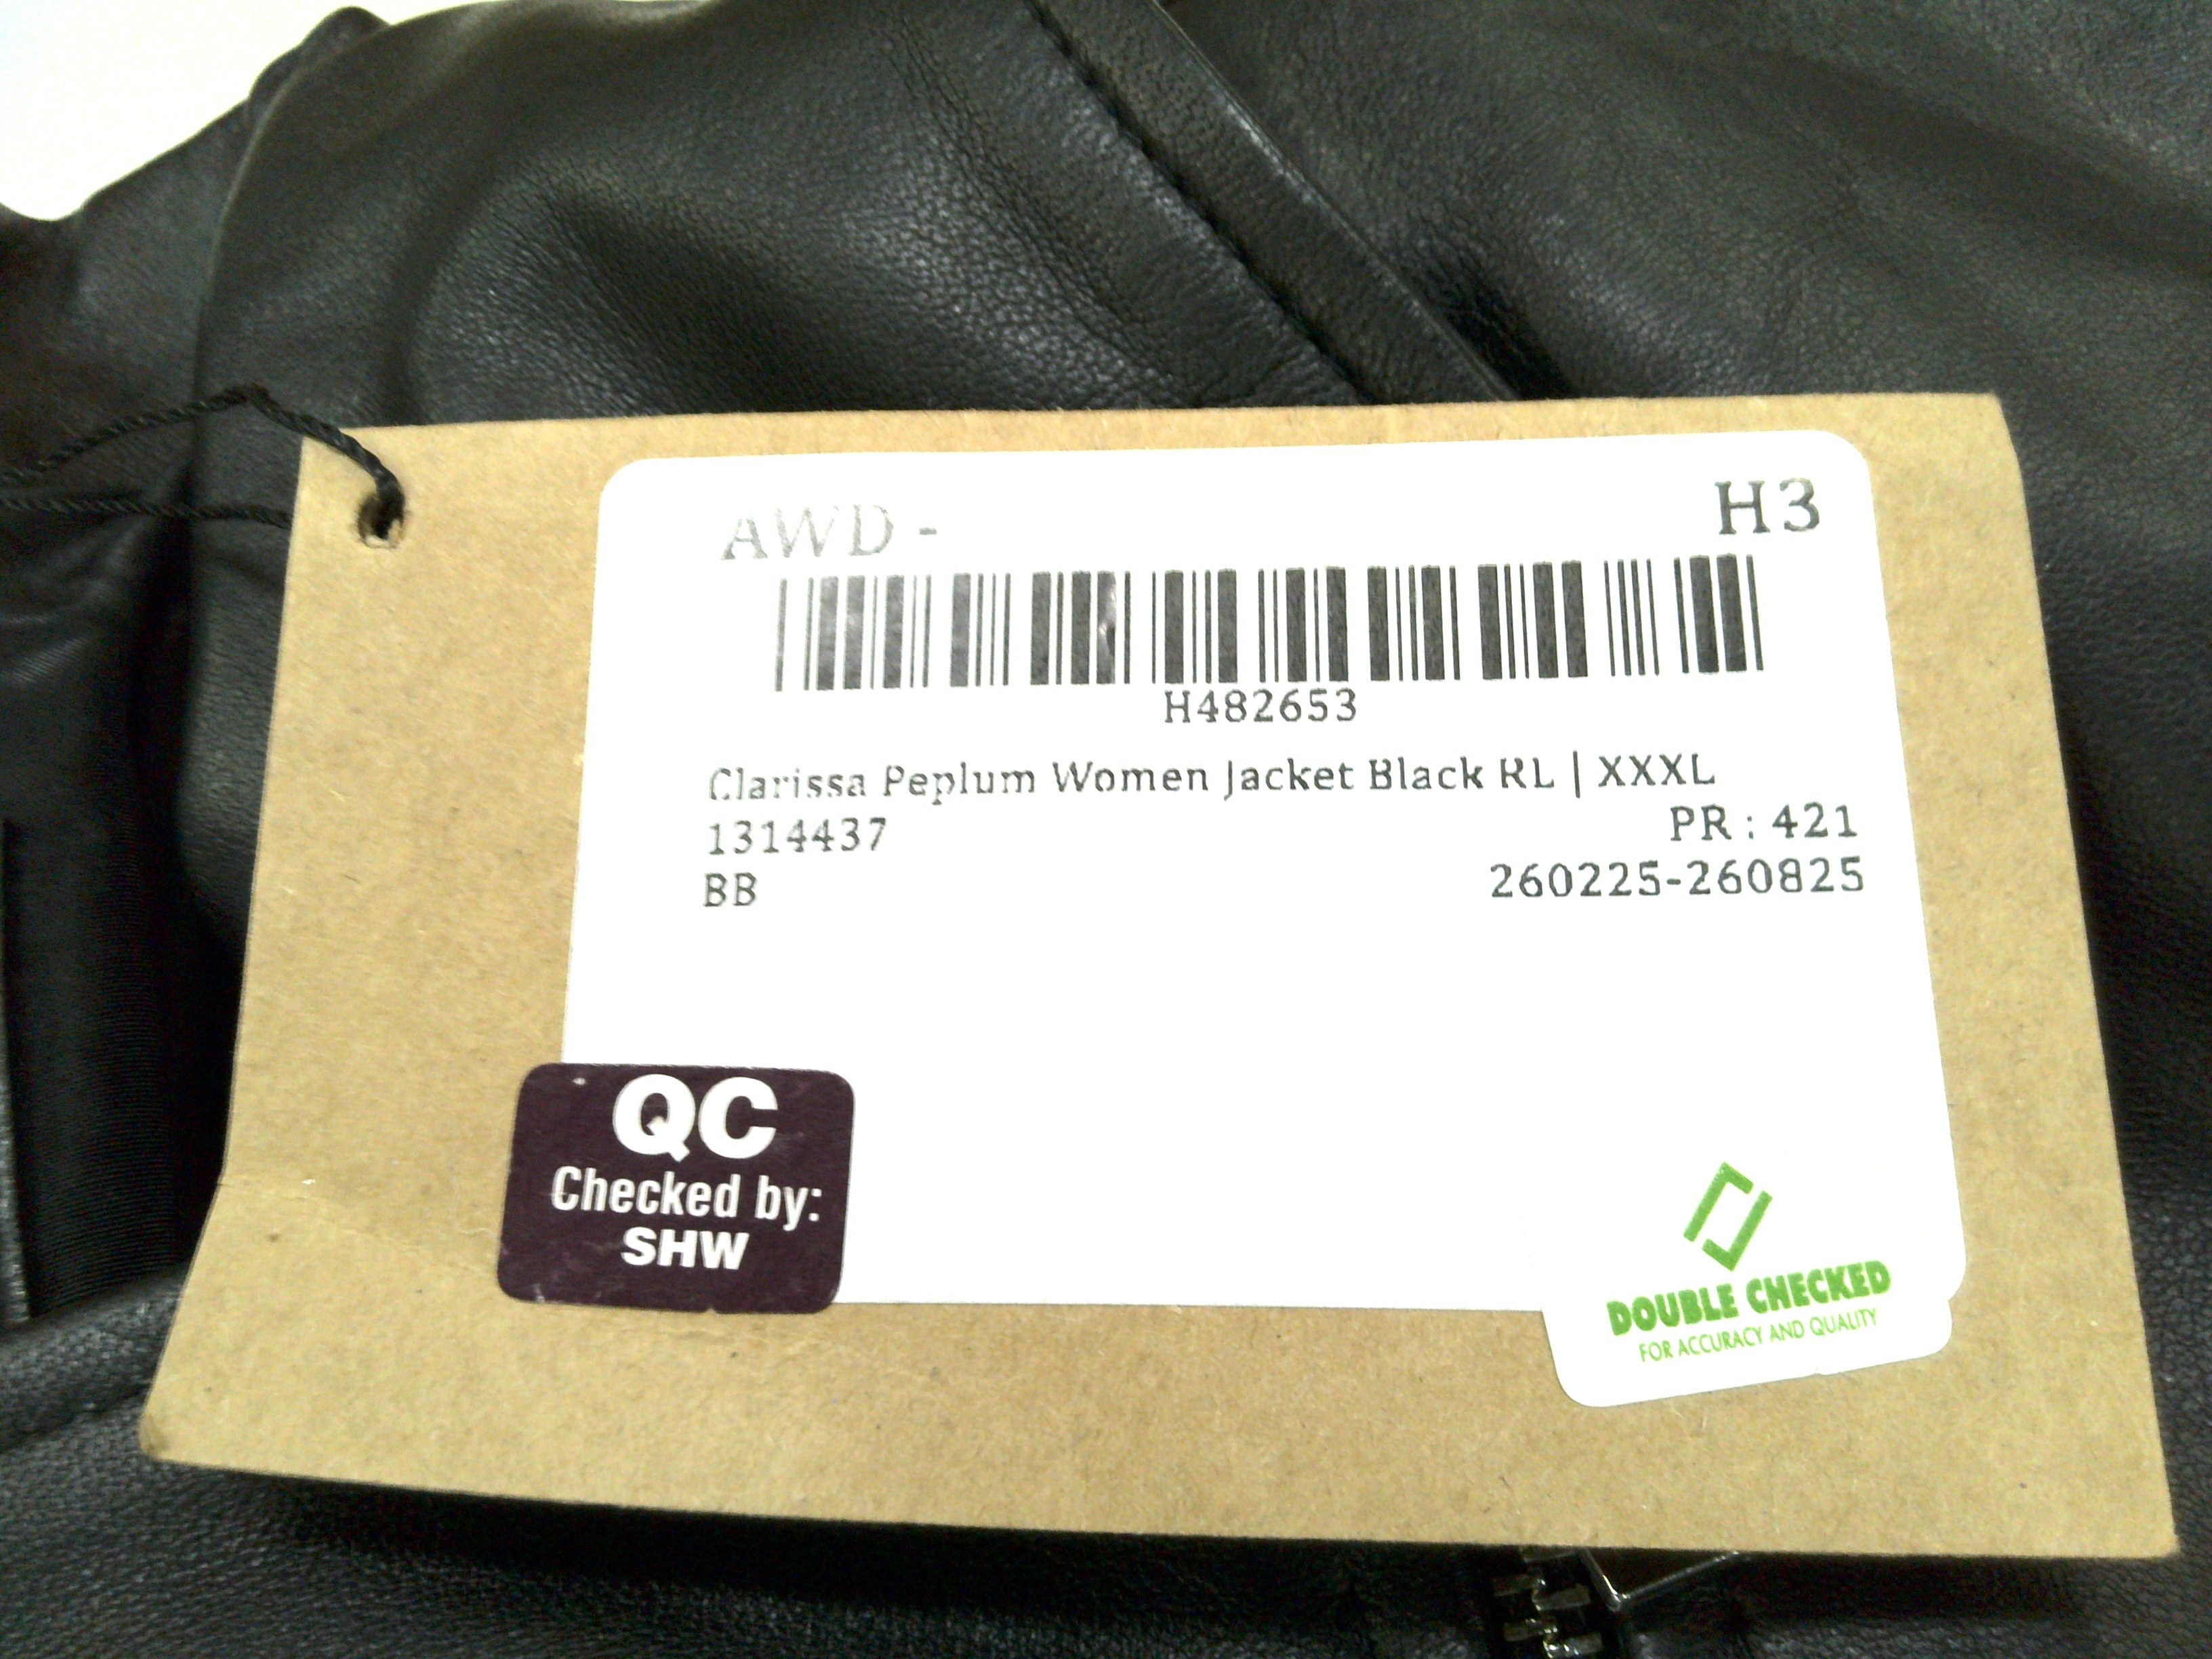 AWD - H3
H482653
Clarissa Peplum Women Jacket Black RL | XXXL
1314437 PR : 421
BB 260225-260825
QC
Checked by:
SHW
DOUBLE CHECKED
FOR ACCURACY AND QUALITY